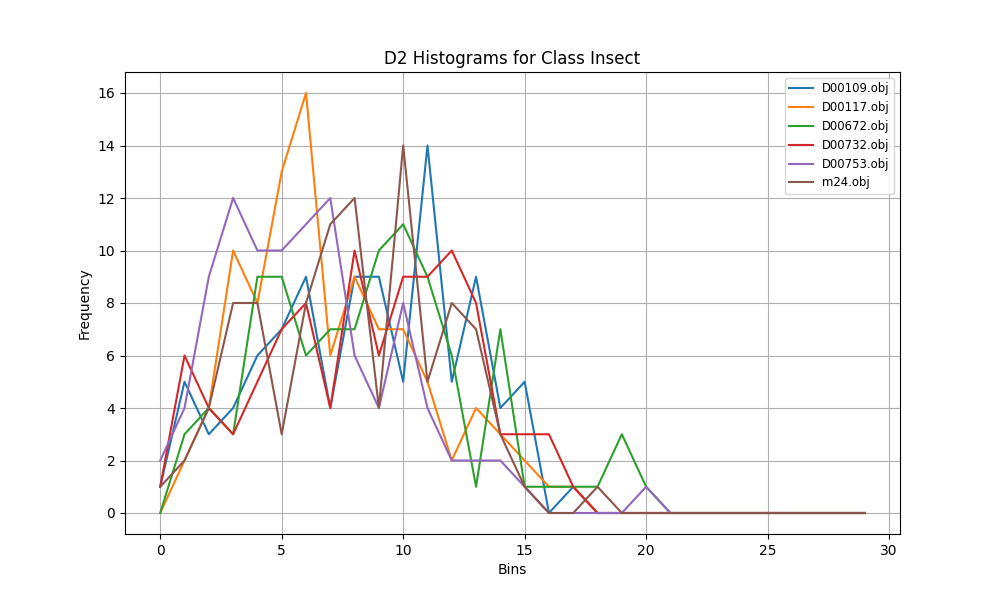 D2 Histograms for Class Insect
Frequency
16
14
12
10
8
6
4
2
0
0 5 10 15 20 25 30
Bins
D00109.obj
D00117.obj
D00672.obj
D00732.obj
D00753.obj
m24.obj